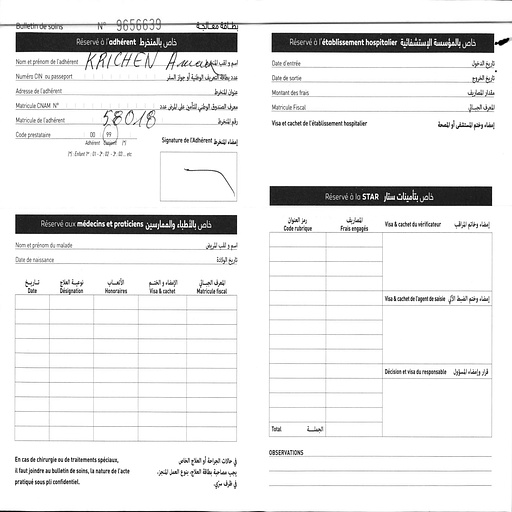 Bulletin de soins N° 9656639 بطاقة معالجة
Réservé à l'adhérent خاص بالمنخرط
Nom et prénom de l'adhérent KRICHEN اسم و لقب المنخرط
Numéro CIN ou passeport عدد بطاقة التعريف الوطنية أو جواز السفر
Adresse de l'adhérent عنوان المنخرط
Matricule CNAM N° معرف الصندوق الوطني للتأمين على المرض عدد
Matricule de l'adhérent 58018 رقم المنخرط
Code prestataire 00 99
Adhérent Conjoint (*)
(*) : Enfant 1er : 01 - 2e : 02 - 3e : 03 ... etc
Signature de l'Adhérent إمضاء المنخرط
Réservé aux médecins et praticiens خاص بالأطباء والممارسين
Nom et prénom du malade اسم و لقب المريض
Date de naissance تاريخ الولادة
تاريخ نوعية العلاج الأتعاب الإمضاء و الختم المعرف الجبائي
Date Désignation Honoraires Visa & cachet Matricule fiscal
En cas de chirurgie ou de traitements spéciaux,
il faut joindre au bulletin de soins, la nature de l'acte
pratiqué sous pli confidentiel.
في حالات الجراحة أو العلاج الخاص
يجب مصاحبة بطاقة العلاج، بنوع العمل المنجز،
في ظرف سري.
Réservé à l'établissement hospitalier خاص بالمؤسسة الإستشفائية
Date d'entrée تاريخ الدخول
Date de sortie تاريخ الخروج
Montant des frais مقدار المصاريف
Matricule Fiscal المعرف الجبائي
Visa et cachet de l'établissement hospitalier إمضاء وختم المستشفى أو المصحة
Réservé à la STAR خاص بتأمينات ستار
رمز العنوان المصاريف
Code rubrique Frais engagés
Visa & cachet du vérificateur إمضاء وخاتم المراقب
Visa & cachet de l'agent de saisie إمضاء وختم الضبط الآلي
Décision et visa du responsable قرار وإمضاء المسؤول
Total الجملة
OBSERVATIONS